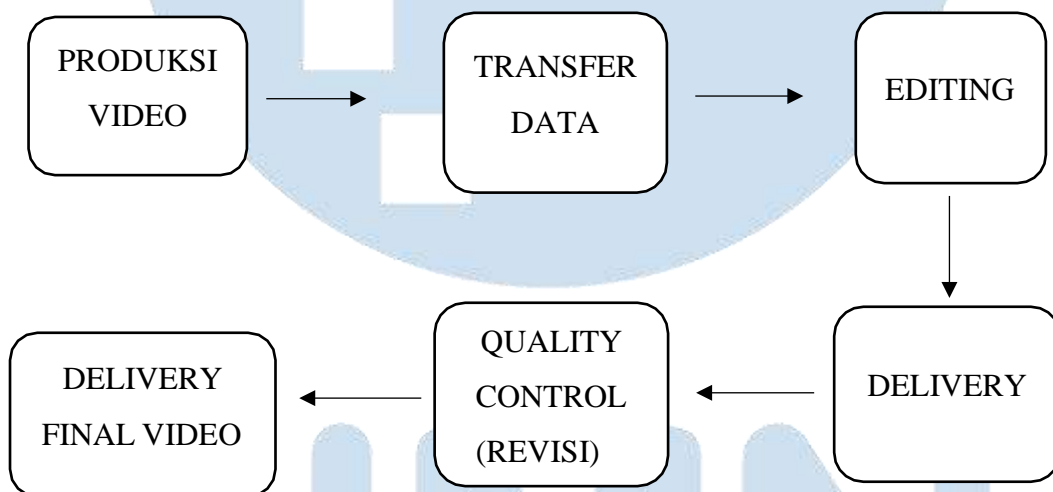 PRODUKSI
VIDEO
TRANSFER
DATA
EDITING
DELIVERY
QUALITY
CONTROL
(REVISI)
DELIVERY
FINAL VIDEO